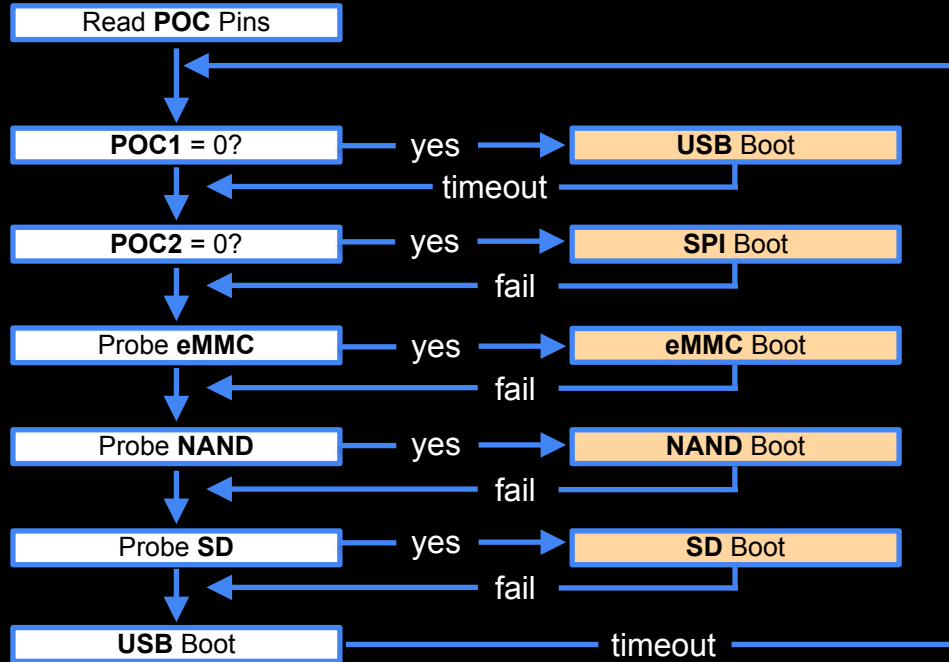 Read POC Pins
POC1 = 0?
yes
USB Boot
timeout
POC2 = 0?
yes
SPI Boot
fail
Probe eMMC
yes
eMMC Boot
fail
Probe NAND
yes
NAND Boot
fail
Probe SD
yes
SD Boot
fail
USB Boot
timeout